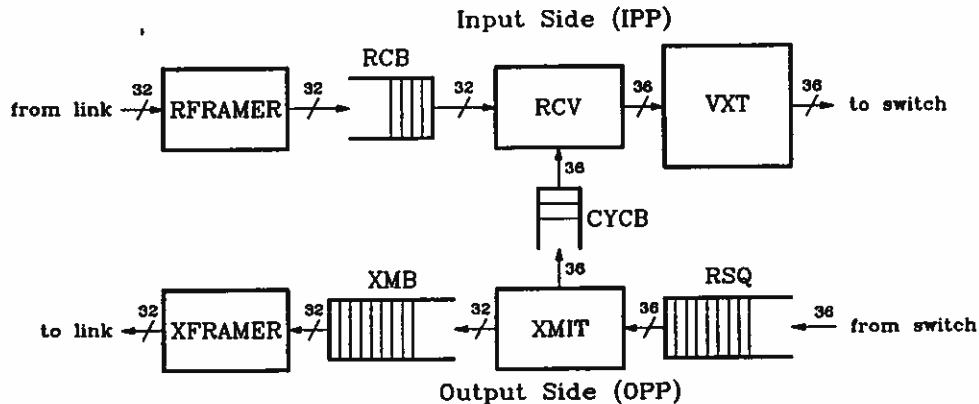 Input Side (IPP)
RCB
32 32 32 36 36
from link RFRAMER RCV VXT to switch
36
CYCB
36
XMB RSQ
32 32 32 36 36
to link XFRAMER XMIT from switch
Output Side (OPP)